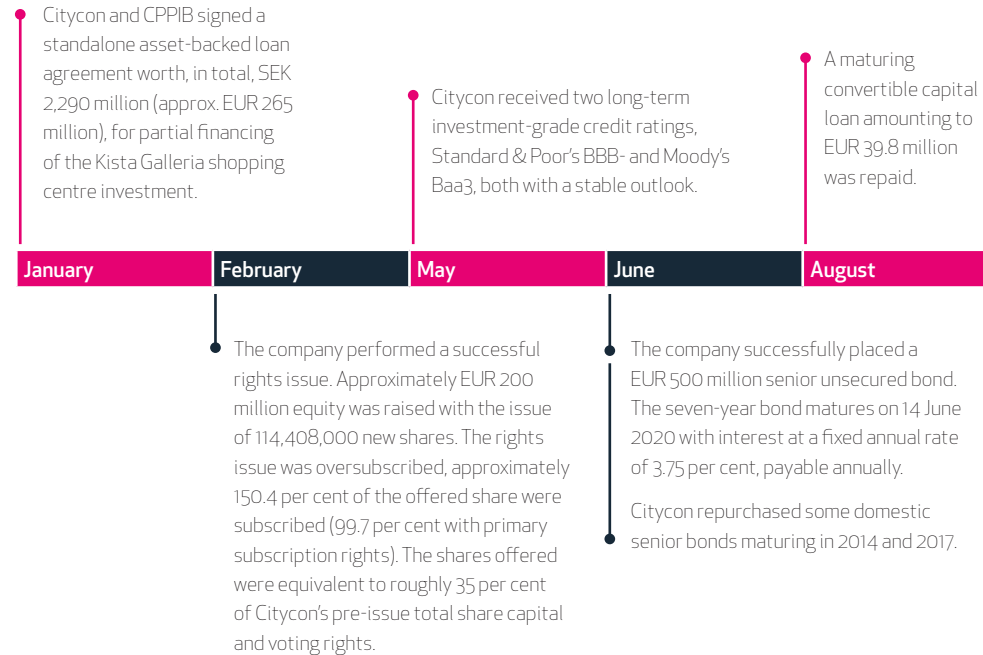 Citycon and CPPIB signed a
standalone asset-backed loan
agreement worth, in total, SEK
2,290 million (approx. EUR 265
million), for partial financing
of the Kista Galleria shopping
centre investment.
Citycon received two long-term
investment-grade credit ratings,
Standard & Poor's BBB- and Moody's
Baa3, both with a stable outlook.
A maturing
convertible capital
loan amounting to
EUR 39.8 million
was repaid.
January
February
May
June
August
The company performed a successful
rights issue. Approximately EUR 200
million equity was raised with the issue
of 114,408,000 new shares. The rights
issue was oversubscribed, approximately
150.4 per cent of the offered share were
subscribed (99.7 per cent with primary
subscription rights). The shares offered
were equivalent to roughly 35 per cent
of Citycon's pre-issue total share capital
and voting rights.
The company successfully placed a
EUR 500 million senior unsecured bond.
The seven-year bond matures on 14 June
2020 with interest at a fixed annual rate
of 3.75 per cent, payable annually.
Citycon repurchased some domestic
senior bonds maturing in 2014 and 2017.